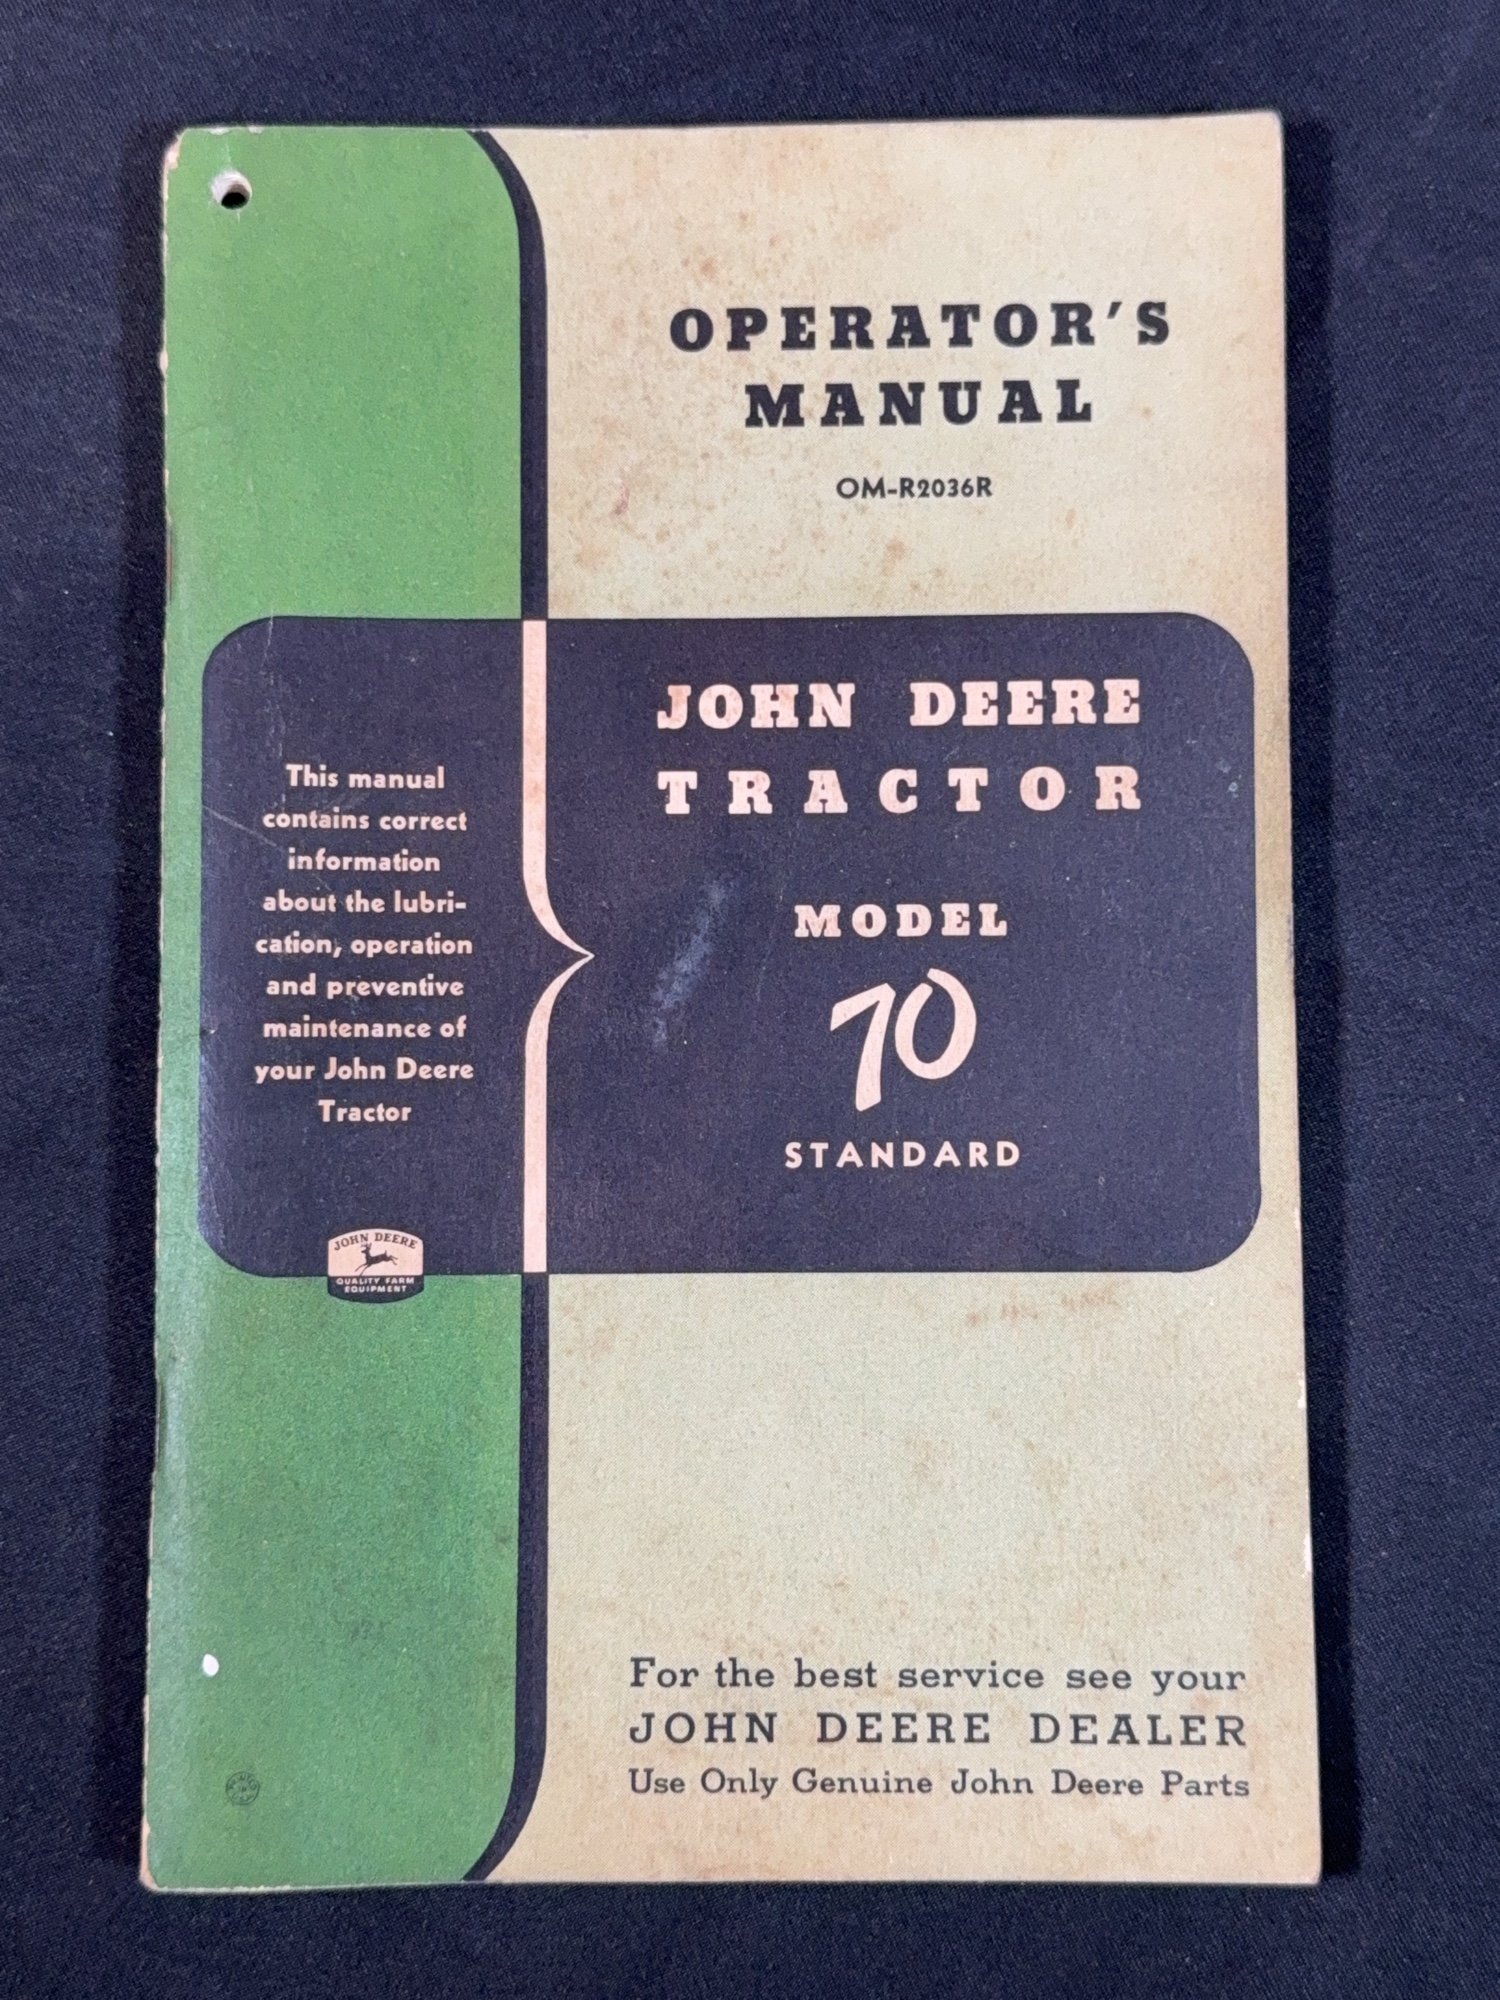 OPERATOR'S
MANUAL
OM-R2036R
JOHN DEERE
TRACTOR
MODEL
70
STANDARD
This manual
contains correct
information
about the lubri-
cation, operation
and preventive
maintenance of
your John Deere
Tractor
JOHN DEERE
QUALITY FARM
EQUIPMENT
For the best service see your
JOHN DEERE DEALER
Use Only Genuine John Deere Parts